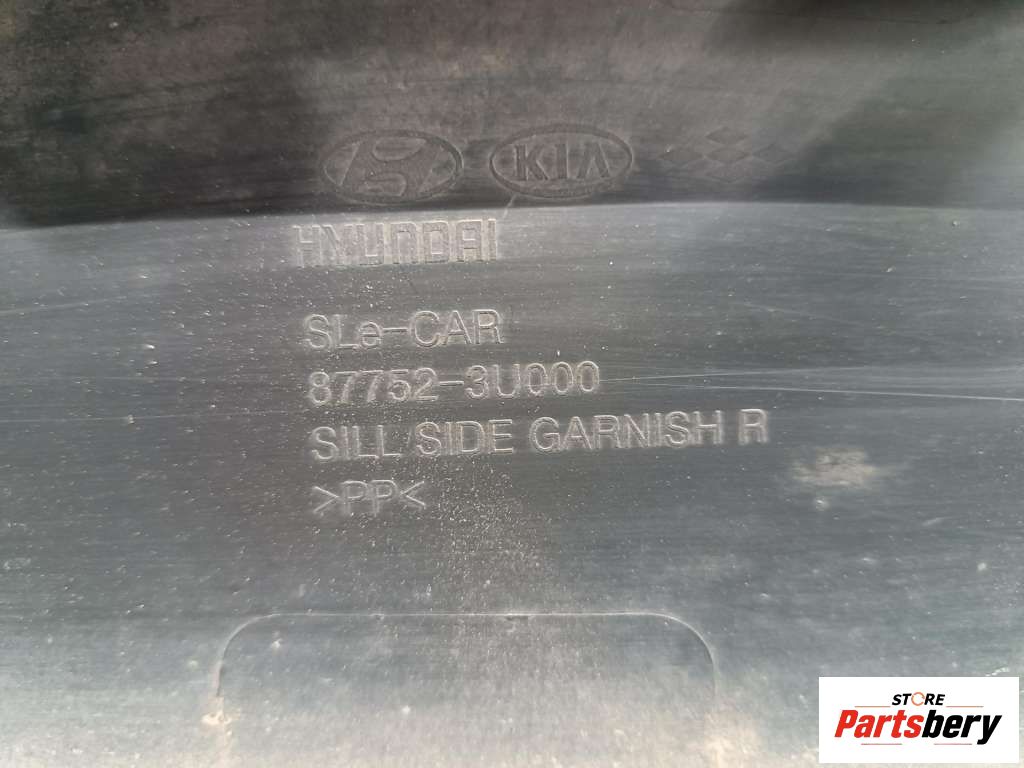 KIA
HYUNDAI
SLe-CAR
87752-3U000
SILL SIDE GARNISH R
>PP<
STORE
Partsbery